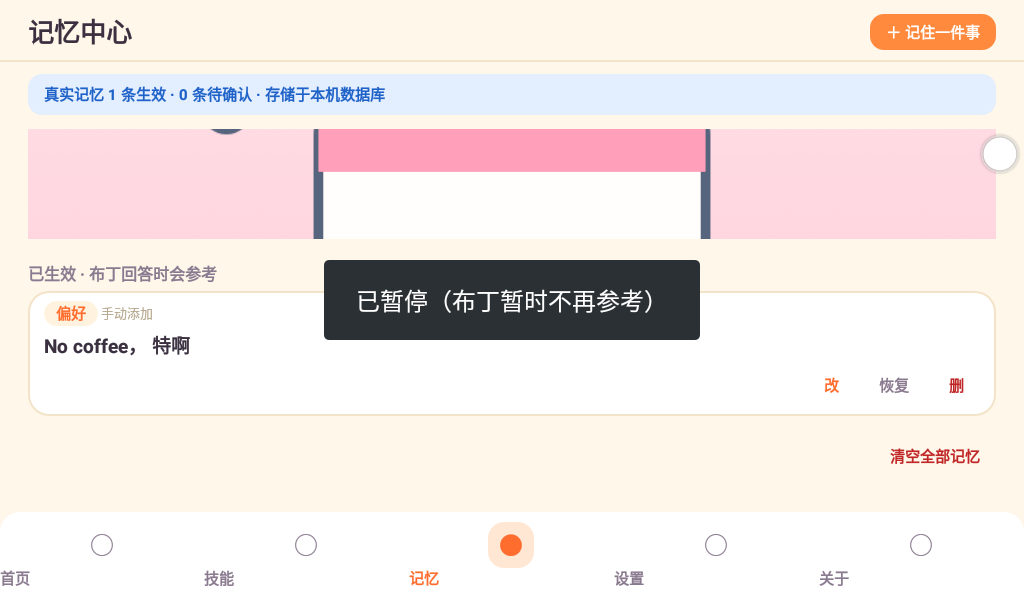 记忆中心
＋ 记住一件事
真实记忆 1 条生效 · 0 条待确认 · 存储于本机数据库
已生效 · 布丁回答时会参考
已暂停（布丁暂时不再参考）
偏好 手动添加
No coffee， 特啊
改 恢复 删
清空全部记忆
首页 技能 记忆 设置 关于